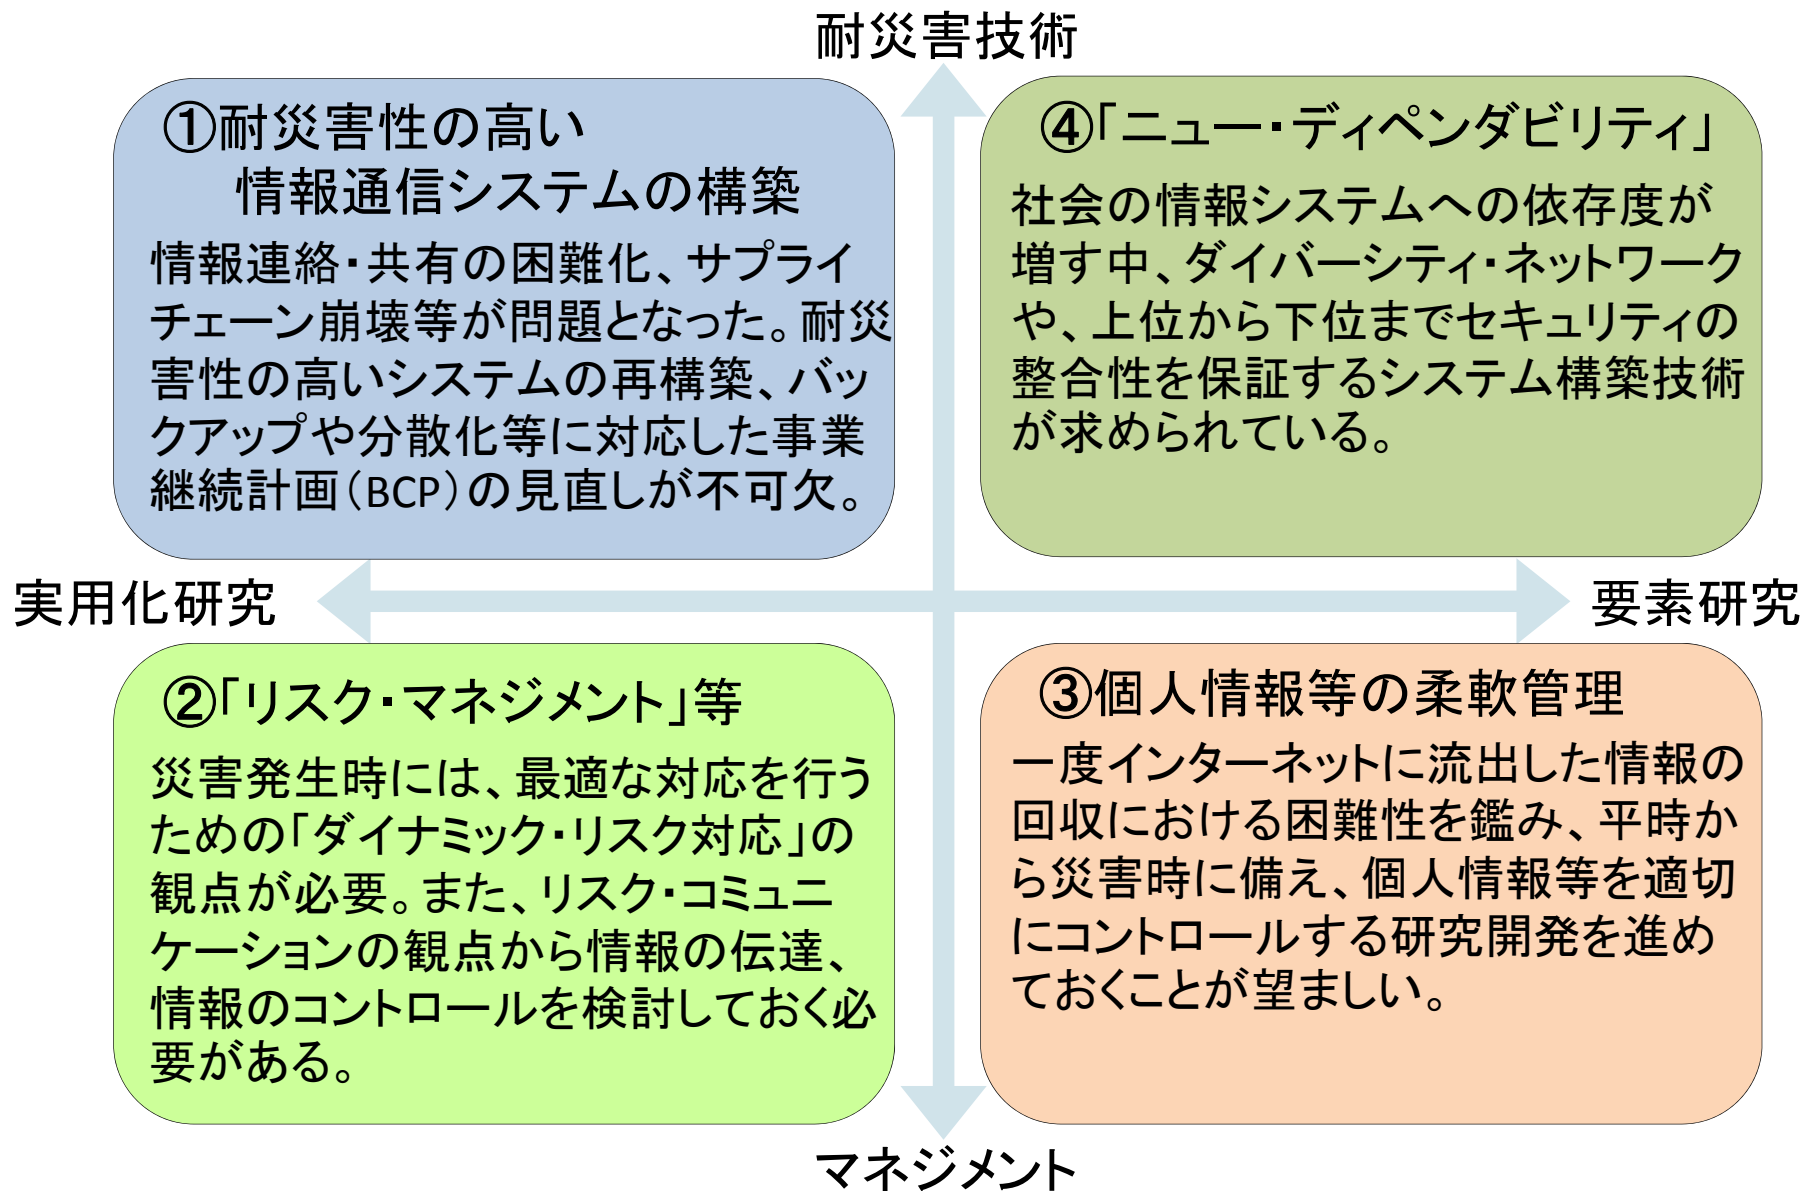 耐災害技術
①耐災害性の高い
情報通信システムの構築
情報連絡・共有の困難化、サプライ
チェーン崩壊等が問題となった。耐災
害性の高いシステムの再構築、バッ
クアップや分散化等に対応した事業
継続計画(BCP)の見直しが不可欠。
④「ニュー・ディペンダビリティ」
社会の情報システムへの依存度が
増す中、ダイバーシティ・ネットワーク
や、上位から下位までセキュリティの
整合性を保証するシステム構築技術
が求められている。
実用化研究
要素研究
②「リスク・マネジメント」等
災害発生時には、最適な対応を行う
ための「ダイナミック・リスク対応」の
観点が必要。また、リスク・コミュニ
ケーションの観点から情報の伝達、
情報のコントロールを検討しておく必
要がある。
③個人情報等の柔軟管理
一度インターネットに流出した情報の
回収における困難性を鑑み、平時か
ら災害時に備え、個人情報等を適切
にコントロールする研究開発を進め
ておくことが望ましい。
マネジメント